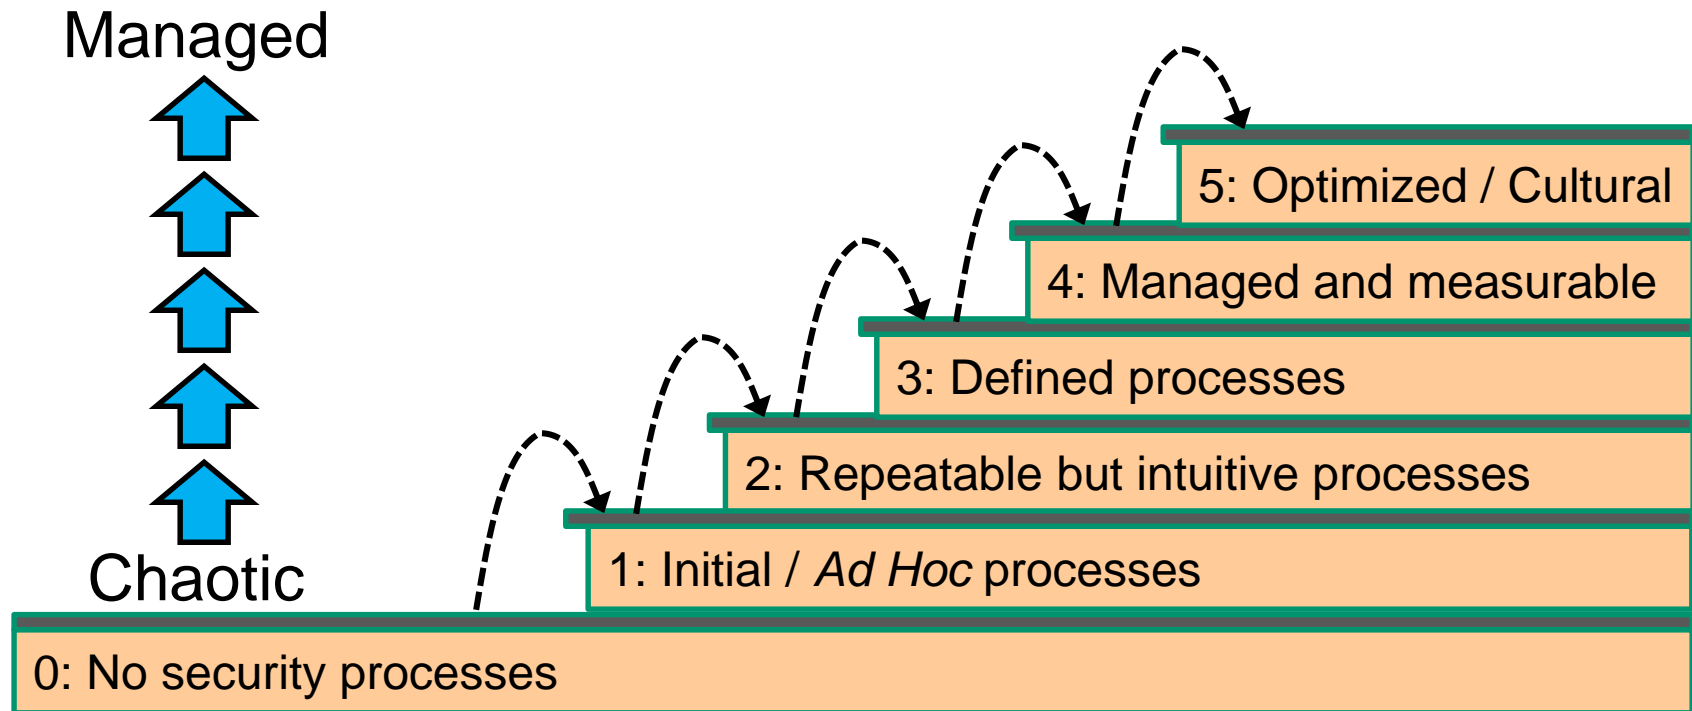 Managed
5: Optimized / Cultural
4: Managed and measurable
3: Defined processes
2: Repeatable but intuitive processes
1: Initial / Ad Hoc processes
Chaotic
0: No security processes